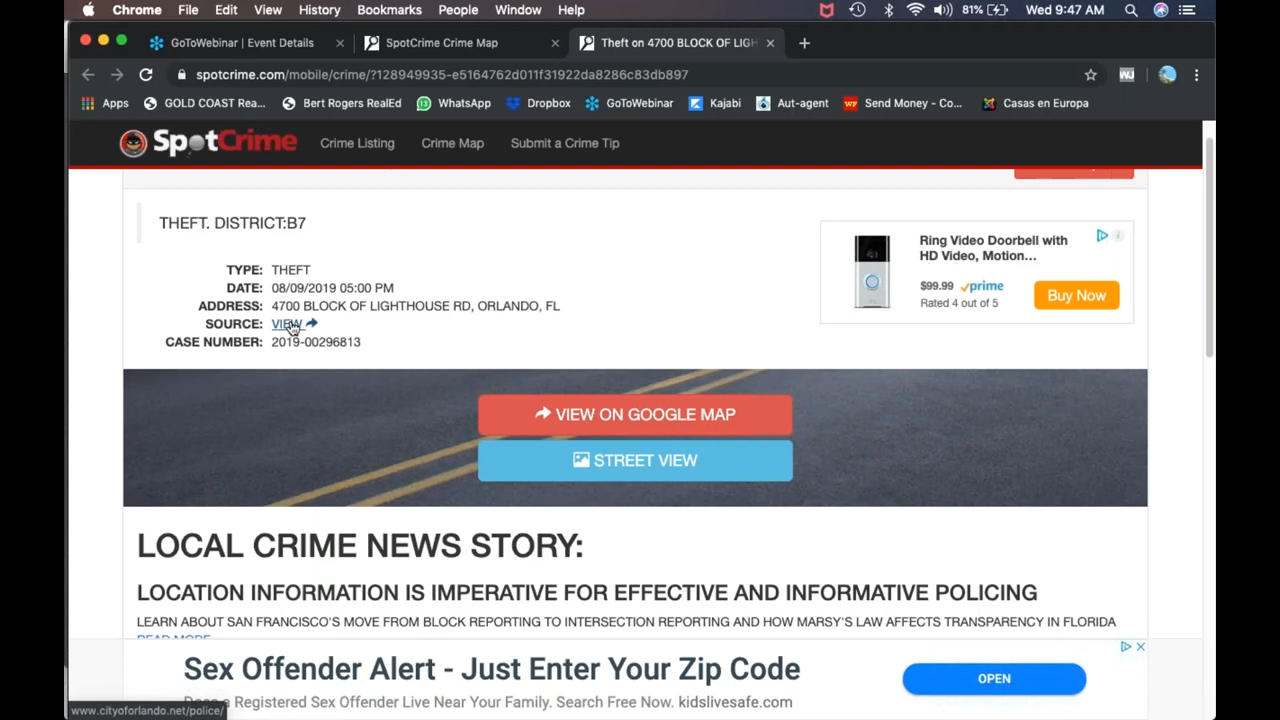 Chrome File Edit View History Bookmarks People Window Help 81% Wed 9:47 AM
GoToWebinar | Event Details SpotCrime Crime Map Theft on 4700 BLOCK OF LIGH
spotcrime.com/mobile/crime/?128949935-e5164762d011f31922da8286c83db897
Apps GOLD COAST Rea... Bert Rogers RealEd WhatsApp Dropbox GoToWebinar Kajabi Aut-agent Send Money - Co... Casas en Europa
SpotCrime Crime Listing Crime Map Submit a Crime Tip
THEFT. DISTRICT:B7
TYPE: THEFT
DATE: 08/09/2019 05:00 PM
ADDRESS: 4700 BLOCK OF LIGHTHOUSE RD, ORLANDO, FL
SOURCE: VIEW
CASE NUMBER: 2019-00296813
Ring Video Doorbell with
HD Video, Motion...
$99.99 prime
Rated 4 out of 5
Buy Now
VIEW ON GOOGLE MAP
STREET VIEW
LOCAL CRIME NEWS STORY:
LOCATION INFORMATION IS IMPERATIVE FOR EFFECTIVE AND INFORMATIVE POLICING
LEARN ABOUT SAN FRANCISCO'S MOVE FROM BLOCK REPORTING TO INTERSECTION REPORTING AND HOW MARSY'S LAW AFFECTS TRANSPARENCY IN FLORIDA
READ MORE
Sex Offender Alert - Just Enter Your Zip Code
Registered Sex Offender Live Near Your Family. Search Free Now. kidslivesafe.com
OPEN
www.cityoforlando.net/police/